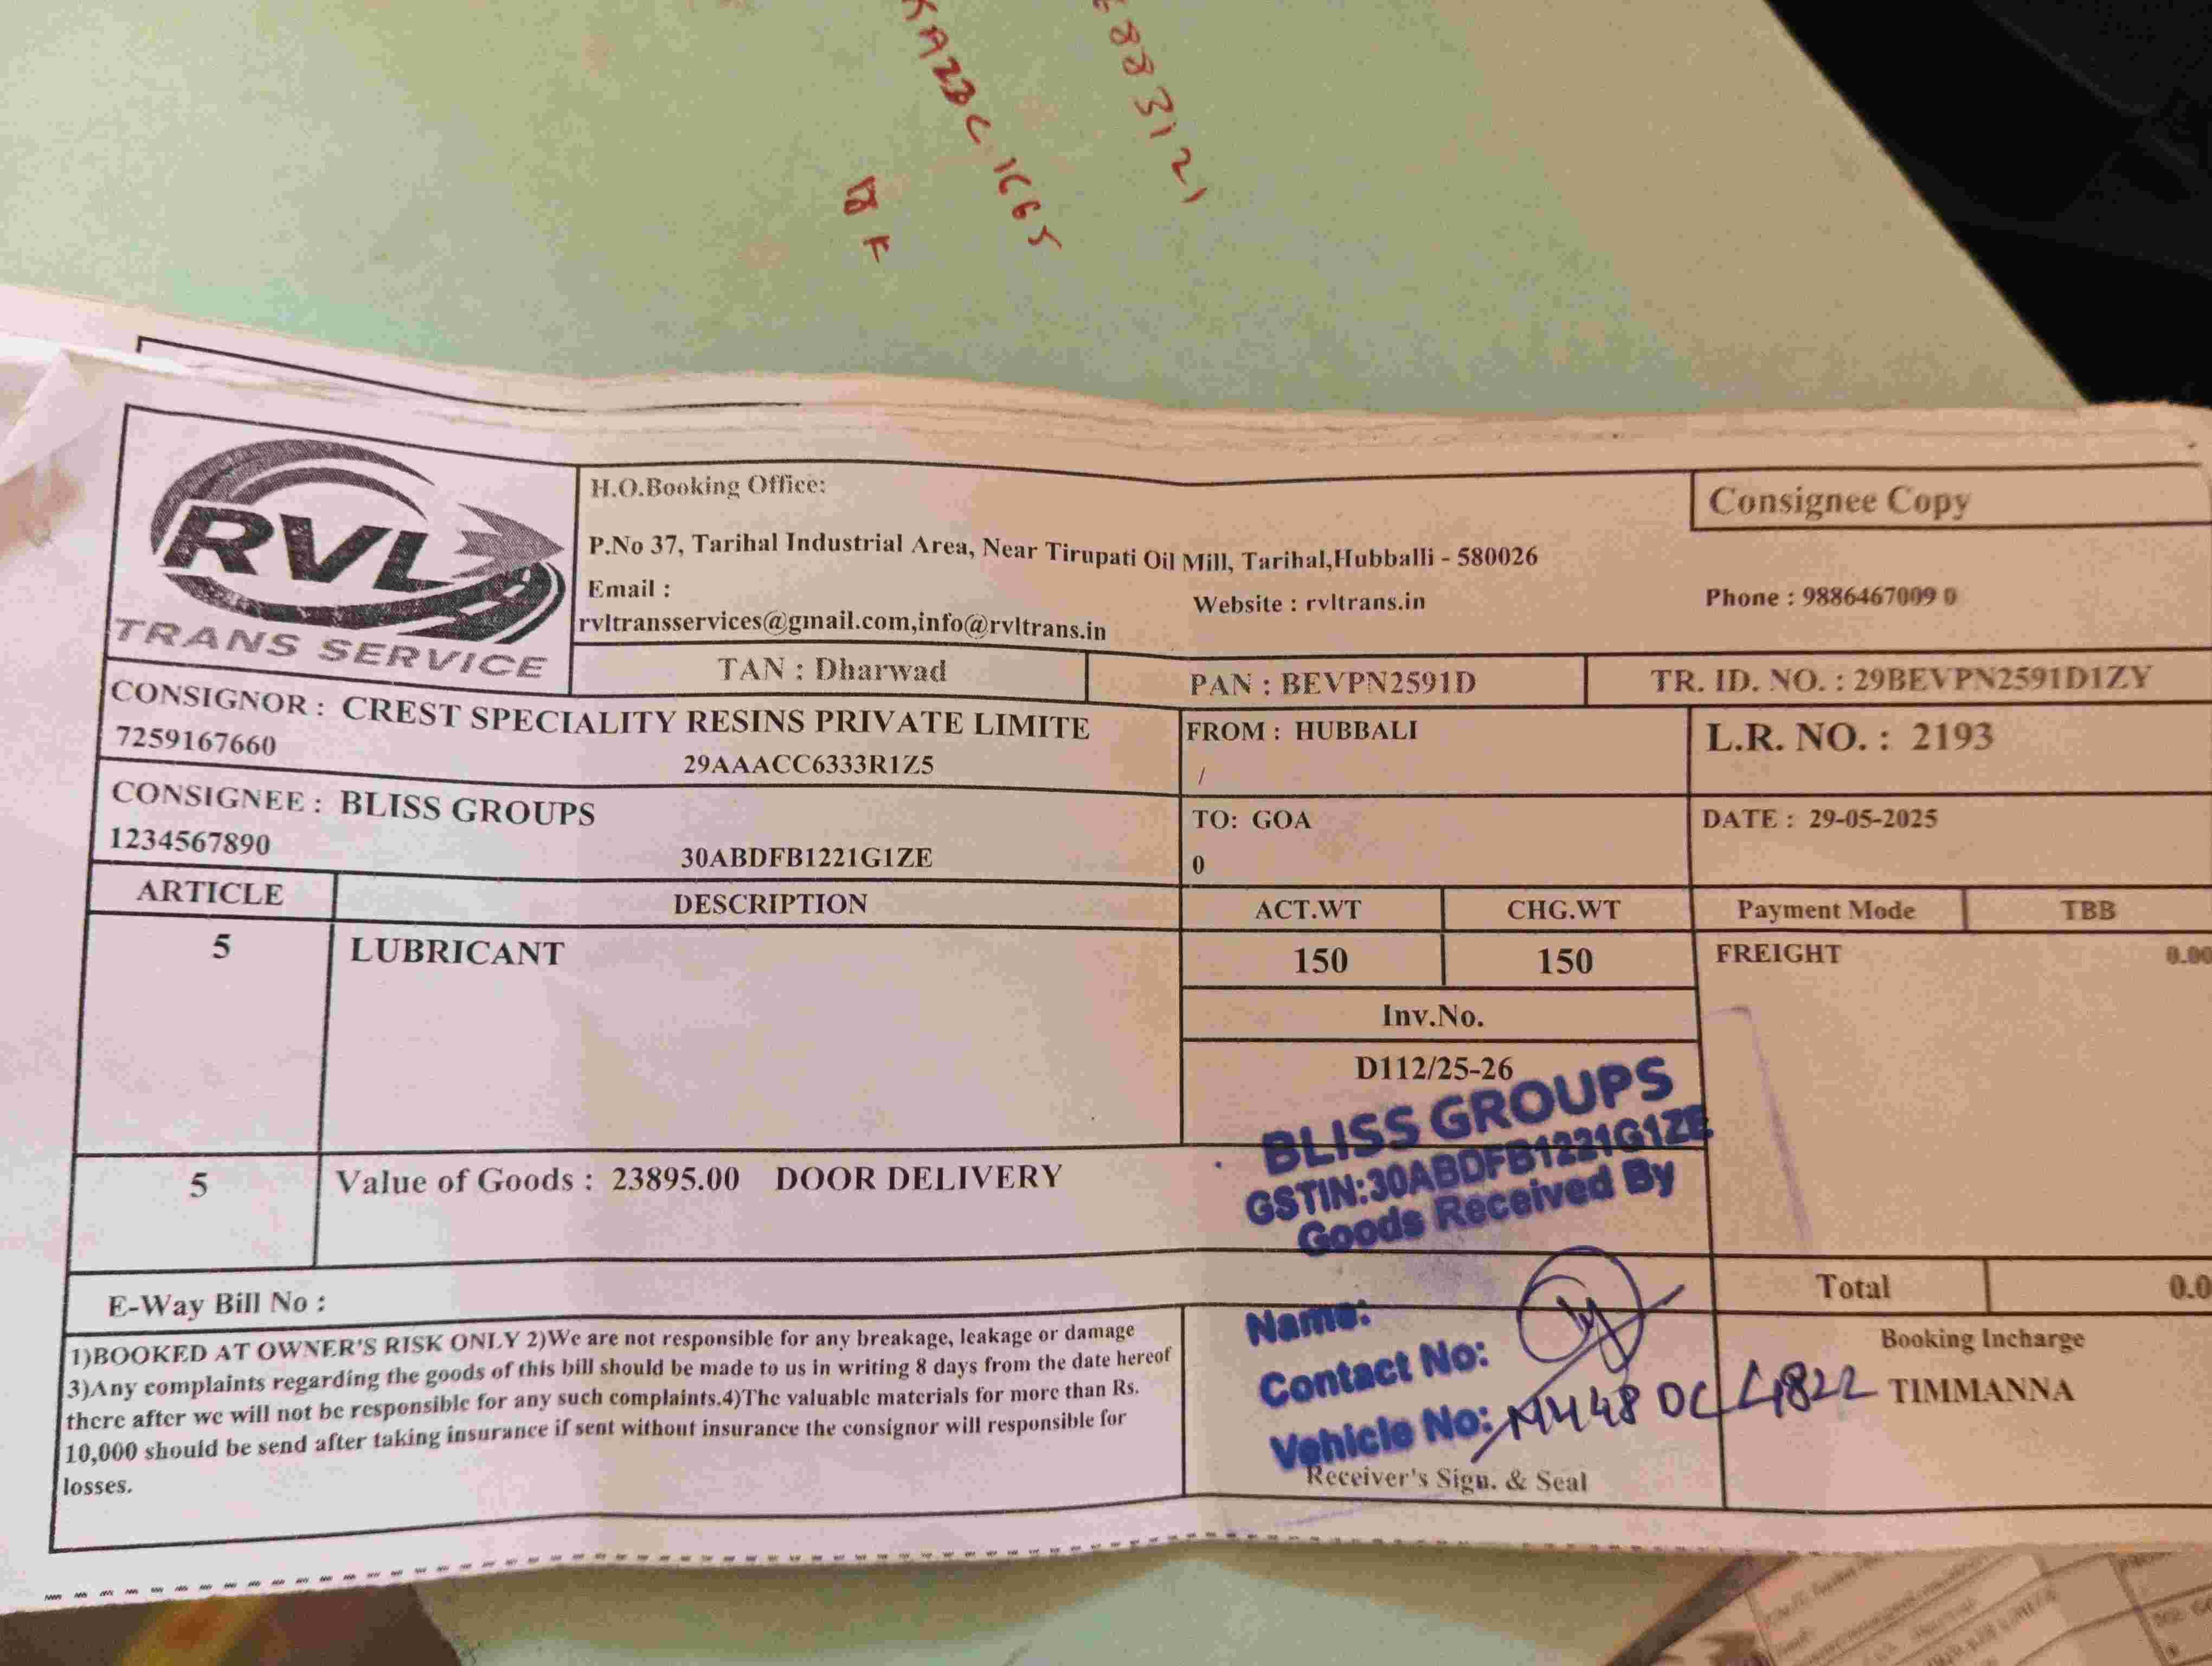 KA23C 1665
883121
F
RVL
TRANS SERVICE
H.O.Booking Office:
Consignee Copy
P.No 37, Tarihal Industrial Area, Near Tirupati Oil Mill, Tarihal,Hubballi - 580026
Email :
rvltransservices@gmail.com,info@rvltrans.in
Website : rvltrans.in
Phone : 9886467009 0
TAN : Dharwad
PAN : BEVPN2591D
TR. ID. NO. : 29BEVPN2591D1ZY
CONSIGNOR : CREST SPECIALITY RESINS PRIVATE LIMITE
7259167660
29AAACC6333R1Z5
FROM : HUBBALI
/
L.R. NO. : 2193
CONSIGNEE : BLISS GROUPS
1234567890
30ABDFB1221G1ZE
TO: GOA
0
DATE : 29-05-2025
ARTICLE
DESCRIPTION
ACT.WT
CHG.WT
Payment Mode
TBB
5
LUBRICANT
150
150
FREIGHT
0.00
Inv.No.
D112/25-26
BLISS GROUPS
GSTIN:30ABDFB1221G1ZE
Goods Received By
5
Value of Goods : 23895.00 DOOR DELIVERY
E-Way Bill No :
Total
0.0
1)BOOKED AT OWNER'S RISK ONLY 2)We are not responsible for any breakage, leakage or damage
3)Any complaints regarding the goods of this bill should be made to us in writing 8 days from the date hereof
there after we will not be responsible for any such complaints.4)The valuable materials for more than Rs.
10,000 should be send after taking insurance if sent without insurance the consignor will responsible for
losses.
Name:
Contact No:
Vehicle No: MH48 DC 4822
Receiver's Sign. & Seal
Booking Incharge
TIMMANNA